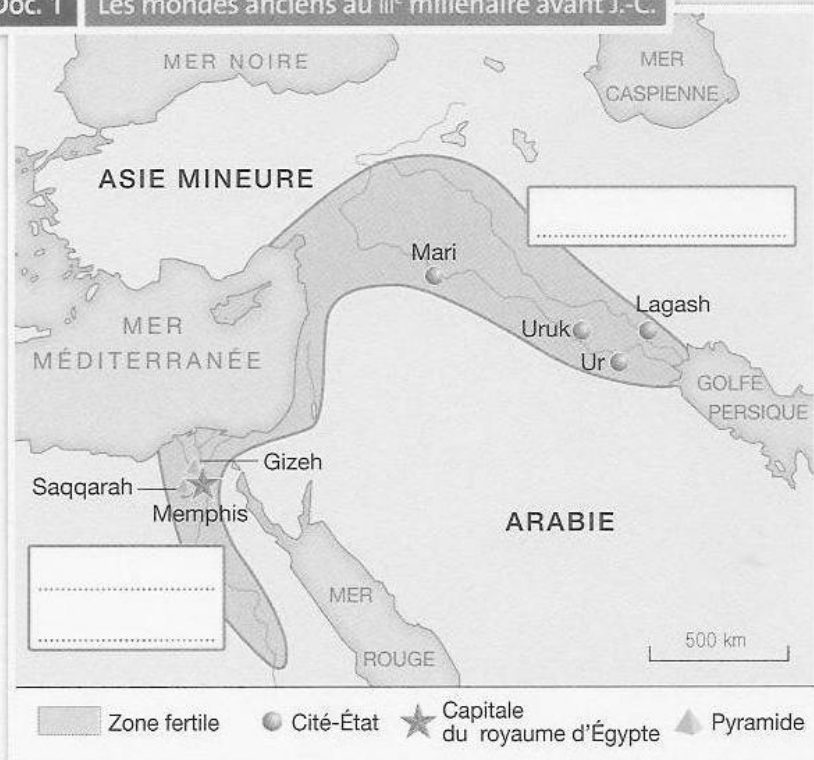 Doc. 1 Les mondes anciens au IIIe millénaire avant J.-C.
MER NOIRE
MER
CASPIENNE
ASIE MINEURE
Mari
Lagash
Uruk
Ur
MER
MÉDITERRANÉE
GOLFE
PERSIQUE
Gizeh
Saqqarah
Memphis
ARABIE
MER
ROUGE
500 km
Zone fertile
Cité-État
Capitale
du royaume d'Égypte
Pyramide